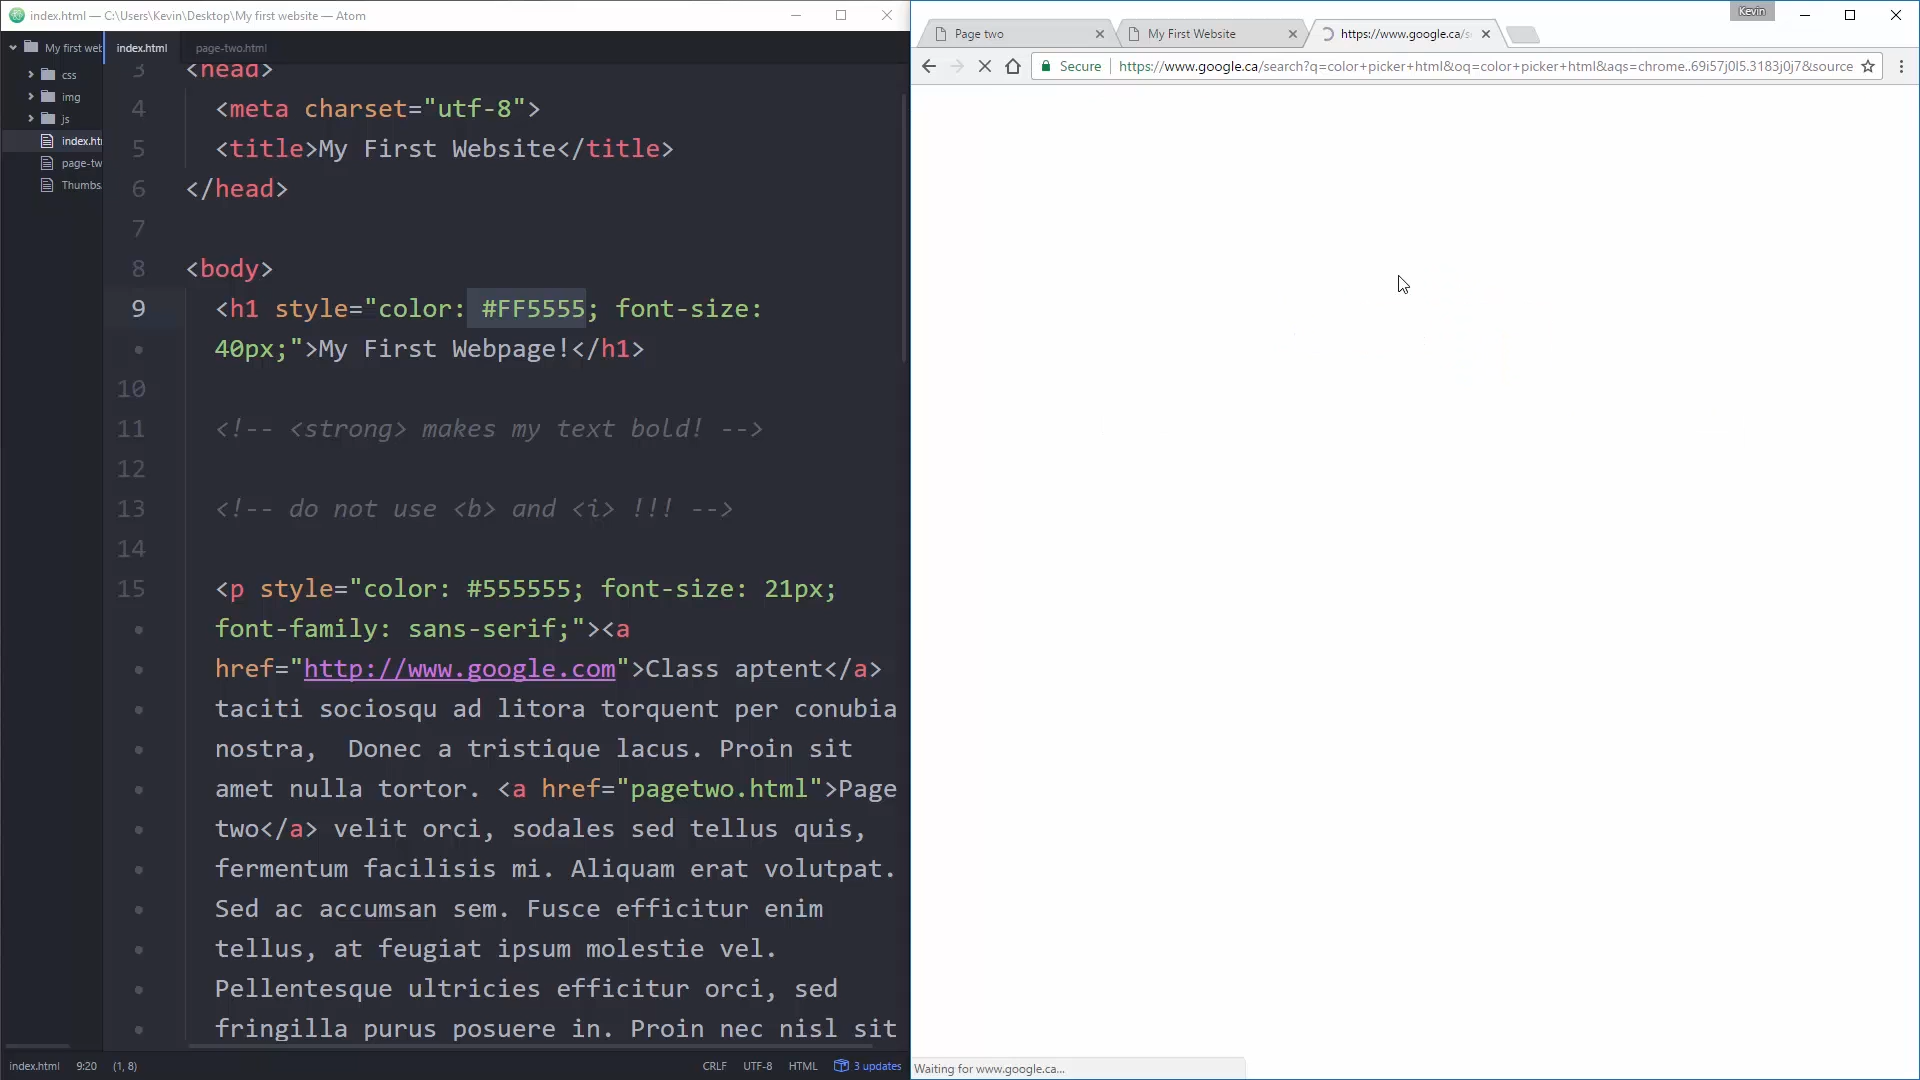 index.html — C:\Users\Kevin\Desktop\My first website — Atom
My first wet
css
img
js
index.htm
page-tw
Thumbs.
index.html
page-two.html
3 <head>
4 <meta charset="utf-8">
5 <title>My First Website</title>
6 </head>
7
8 <body>
9 <h1 style="color: #FF5555; font-size:
40px;">My First Webpage!</h1>
10
11 <!-- <strong> makes my text bold! -->
12
13 <!-- do not use <b> and <i> !!! -->
14
15 <p style="color: #555555; font-size: 21px;
font-family: sans-serif;"><a
href="http://www.google.com">Class aptent</a>
taciti sociosqu ad litora torquent per conubia
nostra,  Donec a tristique lacus. Proin sit
amet nulla tortor. <a href="pagetwo.html">Page
two</a> velit orci, sodales sed tellus quis,
fermentum facilisis mi. Aliquam erat volutpat.
Sed ac accumsan sem. Fusce efficitur enim
tellus, at feugiat ipsum molestie vel.
Pellentesque ultricies efficitur orci, sed
fringilla purus posuere in. Proin nec nisl sit
index.html 9:20 (1, 8) CRLF UTF-8 HTML 3 updates
Kevin
Page two
My First Website
https://www.google.ca/s
Secure https://www.google.ca/search?q=color+picker+html&oq=color+picker+html&aqs=chrome..69i57j0l5.3183j0j7&source
Waiting for www.google.ca...